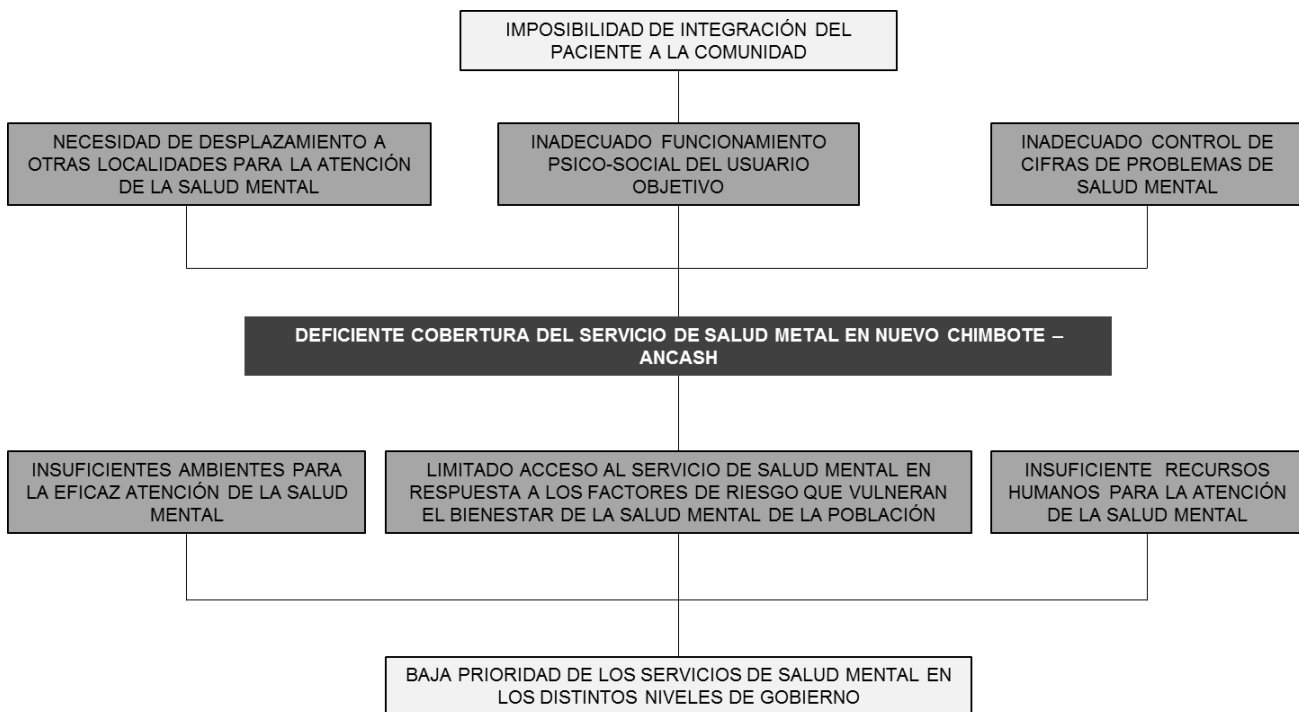 IMPOSIBILIDAD DE INTEGRACIÓN DEL
PACIENTE A LA COMUNIDAD
NECESIDAD DE DESPLAZAMIENTO A
OTRAS LOCALIDADES PARA LA ATENCIÓN
DE LA SALUD MENTAL
INADECUADO FUNCIONAMIENTO
PSICO-SOCIAL DEL USUARIO
OBJETIVO
INADECUADO CONTROL DE
CIFRAS DE PROBLEMAS DE
SALUD MENTAL
DEFICIENTE COBERTURA DEL SERVICIO DE SALUD METAL EN NUEVO CHIMBOTE –
ANCASH
INSUFICIENTES AMBIENTES PARA
LA EFICAZ ATENCIÓN DE LA SALUD
MENTAL
LIMITADO ACCESO AL SERVICIO DE SALUD MENTAL EN
RESPUESTA A LOS FACTORES DE RIESGO QUE VULNERAN
EL BIENESTAR DE LA SALUD MENTAL DE LA POBLACIÓN
INSUFICIENTE RECURSOS
HUMANOS PARA LA ATENCIÓN
DE LA SALUD MENTAL
BAJA PRIORIDAD DE LOS SERVICIOS DE SALUD MENTAL EN
LOS DISTINTOS NIVELES DE GOBIERNO